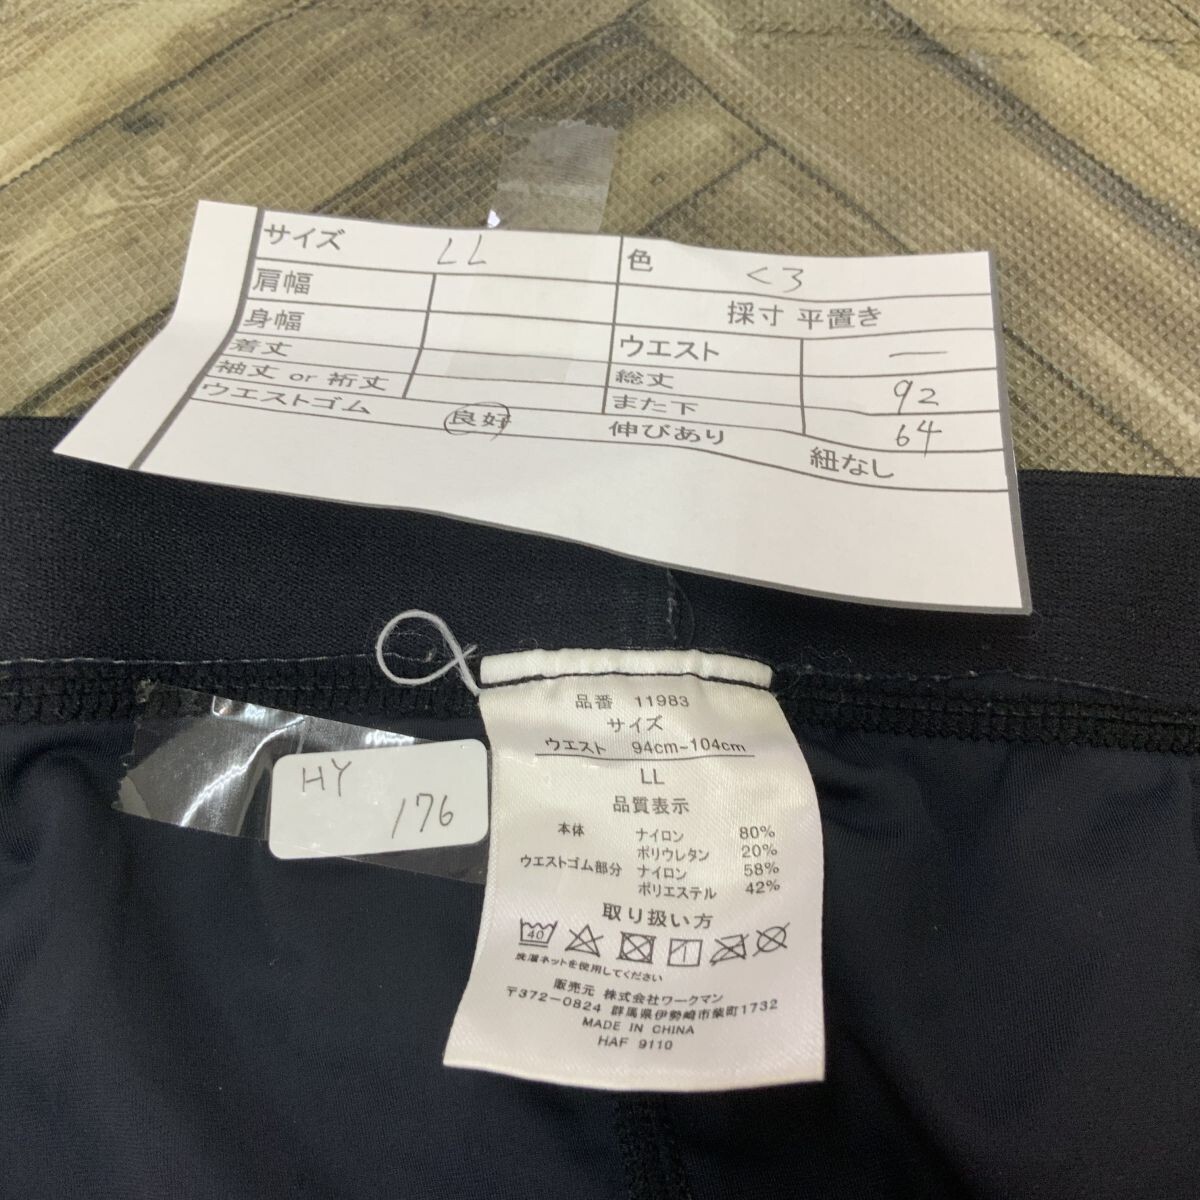 サイズ LL 色 くろ
肩幅 採寸 平置き
身幅 ウエスト ー
着丈 総丈 92
袖丈 or 裄丈 また下 64
ウエストゴム 良好 伸びあり 紐なし
HY
176
品番 11983
サイズ
ウエスト 94cm~104cm
LL
品質表示
本体 ナイロン 80%
ポリウレタン 20%
ウエストゴム部分 ナイロン 58%
ポリエステル 42%
取り扱い方
40
洗濯ネットを使用してください
販売元 株式会社ワークマン
〒372-0824 群馬県伊勢崎市柴町1732
MADE IN CHINA
HAF 9110